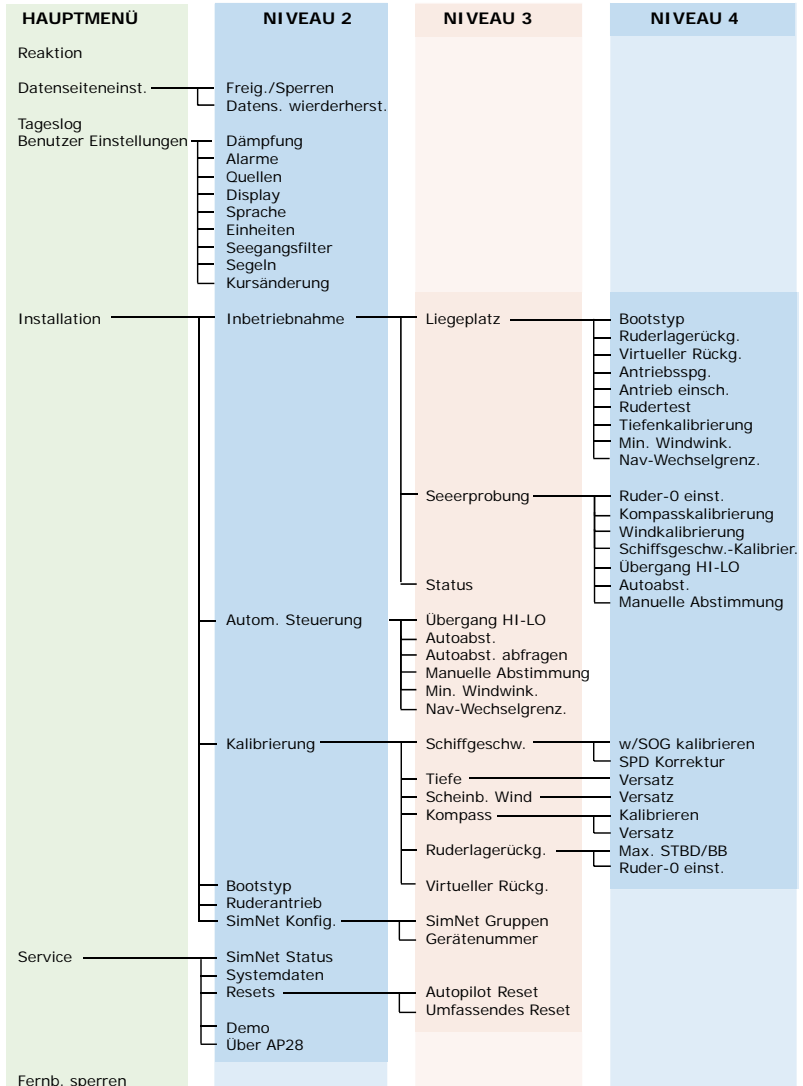 HAUPTMENÜ NIVEAU 2 NIVEAU 3 NIVEAU 4
Reaktion
Datenseiteneinst. Freig./Sperren
Datens. wierderherst.
Tageslog
Benutzer Einstellungen Dämpfung
Alarme
Quellen
Display
Sprache
Einheiten
Seegangsfilter
Segeln
Kursänderung
Installation Inbetriebnahme Liegeplatz Bootstyp
Ruderlagerückg.
Virtueller Rückg.
Antriebsspg.
Antrieb einsch.
Rudertest
Tiefenkalibrierung
Min. Windwink.
Nav-Wechselgrenz.
Seeerprobung Ruder-0 einst.
Kompasskalibrierung
Windkalibrierung
Schiffsgeschw.-Kalibrier.
Übergang HI-LO
Autoabst.
Status
Manuelle Abstimmung
Autom. Steuerung Übergang HI-LO
Autoabst.
Autoabst. abfragen
Manuelle Abstimmung
Min. Windwink.
Nav-Wechselgrenz.
Kalibrierung Schiffgeschw. w/SOG kalibrieren
SPD Korrektur
Tiefe Versatz
Scheinb. Wind Versatz
Kompass Kalibrieren
Versatz
Ruderlagerückg. Max. STBD/BB
Ruder-0 einst.
Bootstyp Virtueller Rückg.
Ruderantrieb
SimNet Konfig. SimNet Gruppen
Gerätenummer
Service SimNet Status
Systemdaten
Resets Autopilot Reset
Umfassendes Reset
Demo
Über AP28
Fernb. sperren